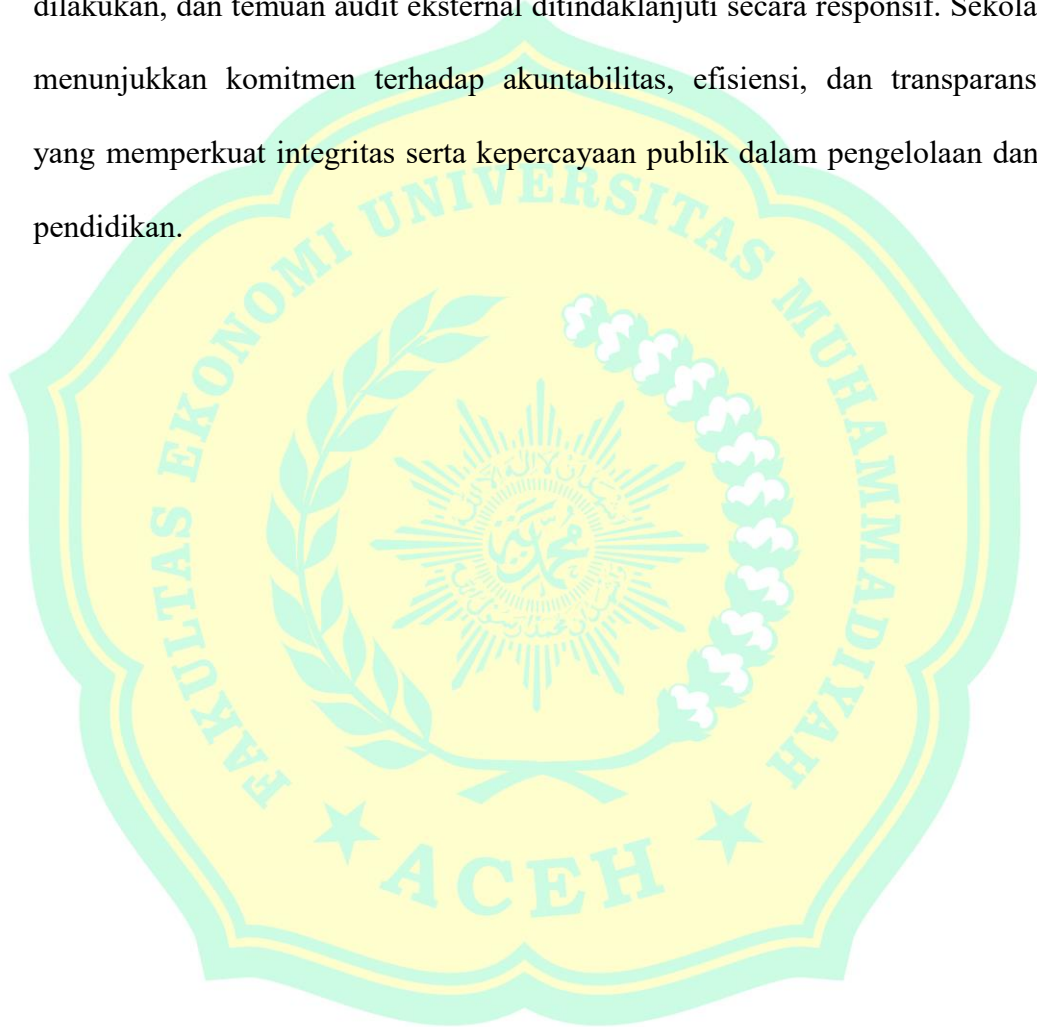 dilakukan, dan temuan audit eksternal ditindaklanjuti secara responsif. Sekola
menunjukkan komitmen terhadap akuntabilitas, efisiensi, dan transparans
yang memperkuat integritas serta kepercayaan publik dalam pengelolaan dan
pendidikan.
FAKULTAS EKONOMI UNIVERSITAS MUHAMMADIYAH
محمد
ACEH